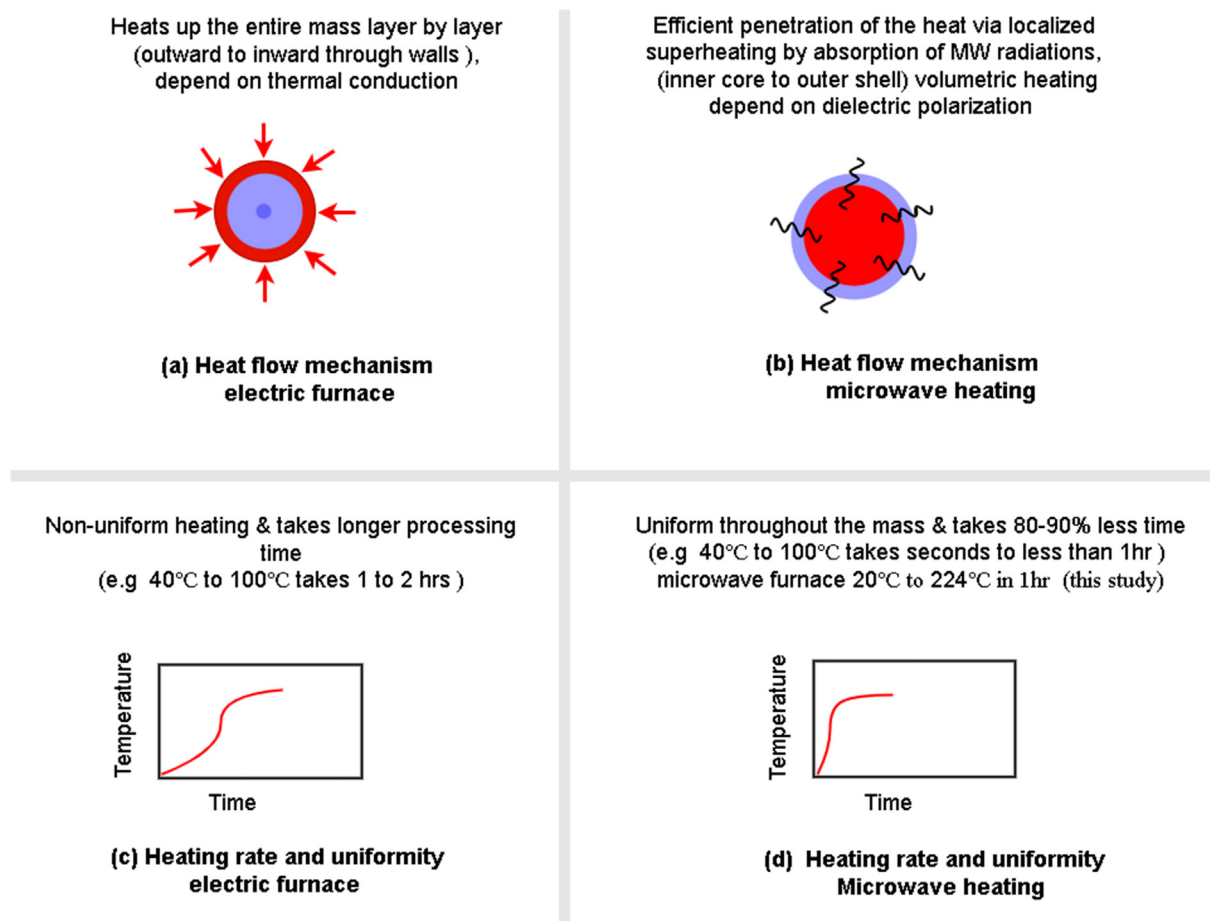 Heats up the entire mass layer by layer
(outward to inward through walls ),
depend on thermal conduction
(a) Heat flow mechanism
electric furnace
Efficient penetration of the heat via localized
superheating by absorption of MW radiations,
(inner core to outer shell) volumetric heating
depend on dielectric polarization
(b) Heat flow mechanism
microwave heating
Non-uniform heating & takes longer processing
time
(e.g 40°C to 100°C takes 1 to 2 hrs )
Temperature
Time
(c) Heating rate and uniformity
electric furnace
Uniform throughout the mass & takes 80-90% less time
(e.g 40°C to 100°C takes seconds to less than 1hr )
microwave furnace 20°C to 224°C in 1hr (this study)
Temperature
Time
(d) Heating rate and uniformity
Microwave heating